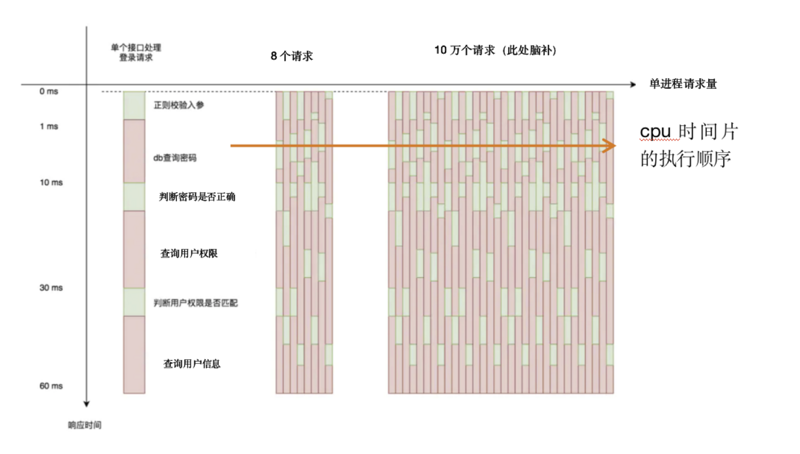 单个接口处理
登录请求
8 个请求
10 万个请求（此处脑补）
单进程请求量
0 ms
正则校验入参
1 ms
cpu 时间片
的执行顺序
db查询密码
10 ms
判断密码是否正确
查询用户权限
30 ms
判断用户权限是否匹配
查询用户信息
60 ms
响应时间